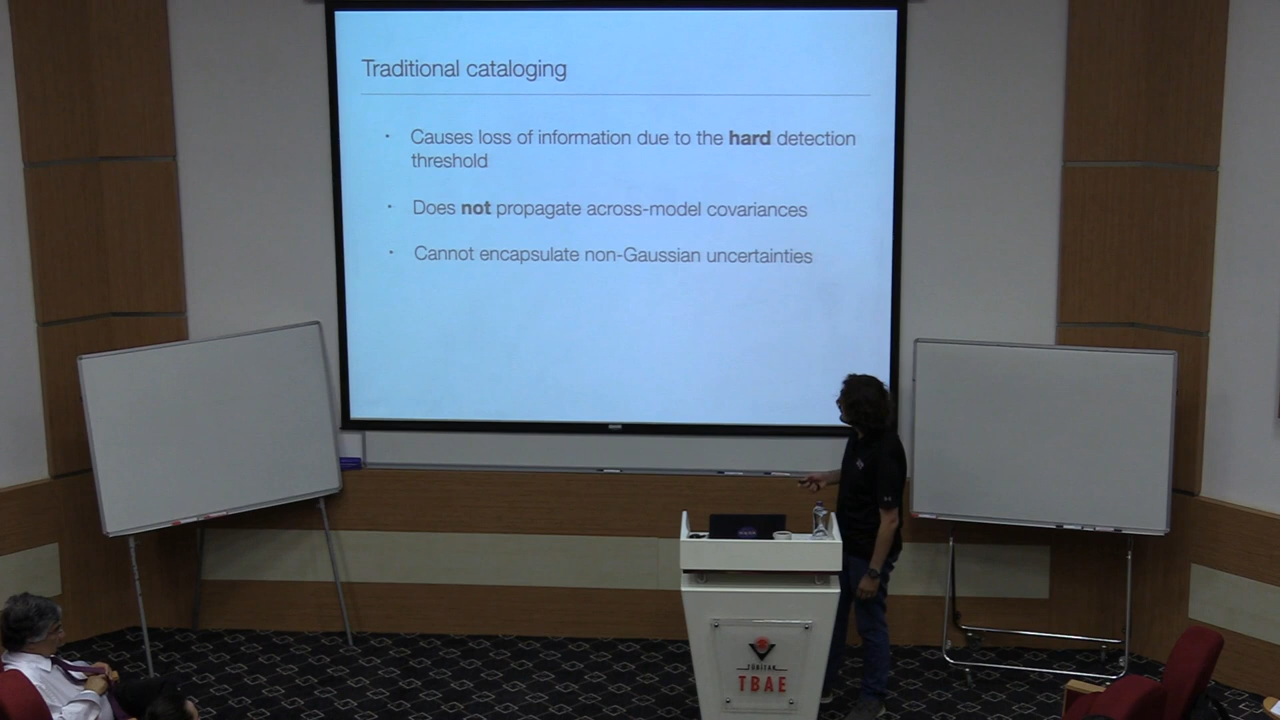 Traditional cataloging
· Causes loss of information due to the hard detection
threshold
· Does not propagate across-model covariances
· Cannot encapsulate non-Gaussian uncertainties
TÜBİTAK
TBAE